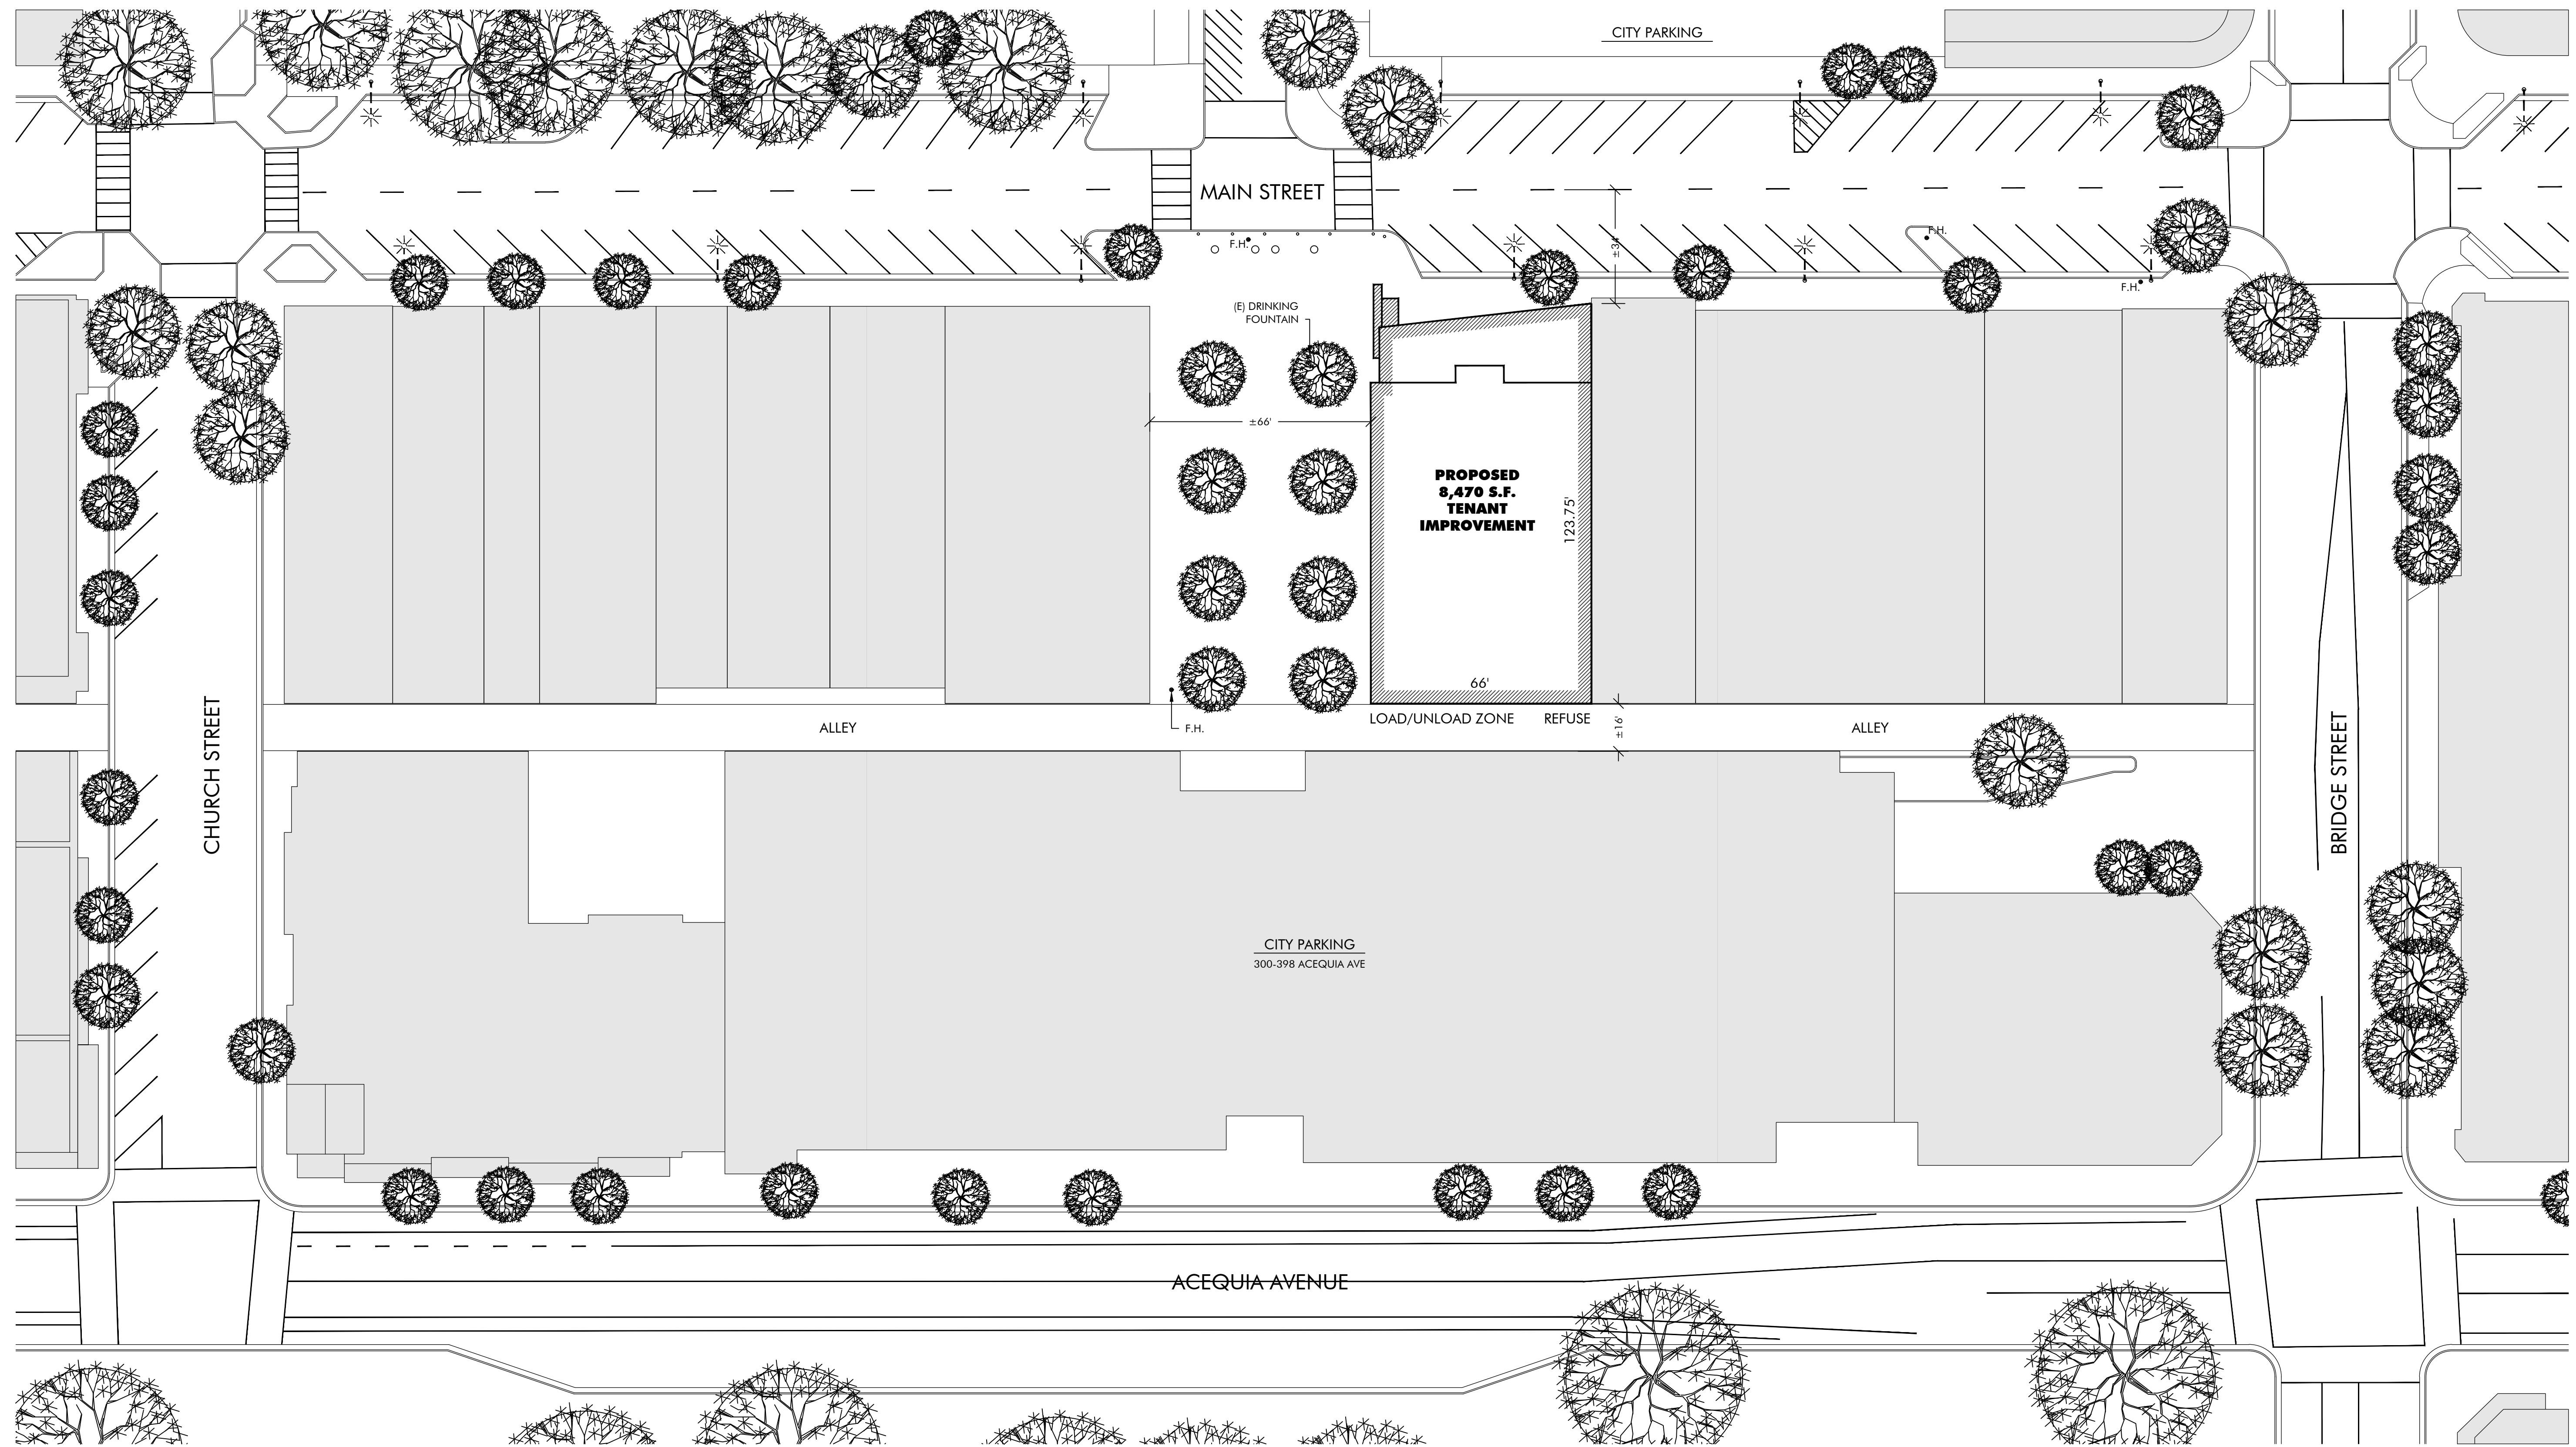 CITY PARKING
MAIN STREET
F.H.
F.H.
±34'
F.H.
(E) DRINKING
FOUNTAIN
±66'
PROPOSED
8,470 S.F.
TENANT
IMPROVEMENT
123.75'
66'
LOAD/UNLOAD ZONE
REFUSE
±16'
ALLEY
F.H.
ALLEY
CHURCH STREET
BRIDGE STREET
CITY PARKING
300-398 ACEQUIA AVE
ACEQUIA AVENUE